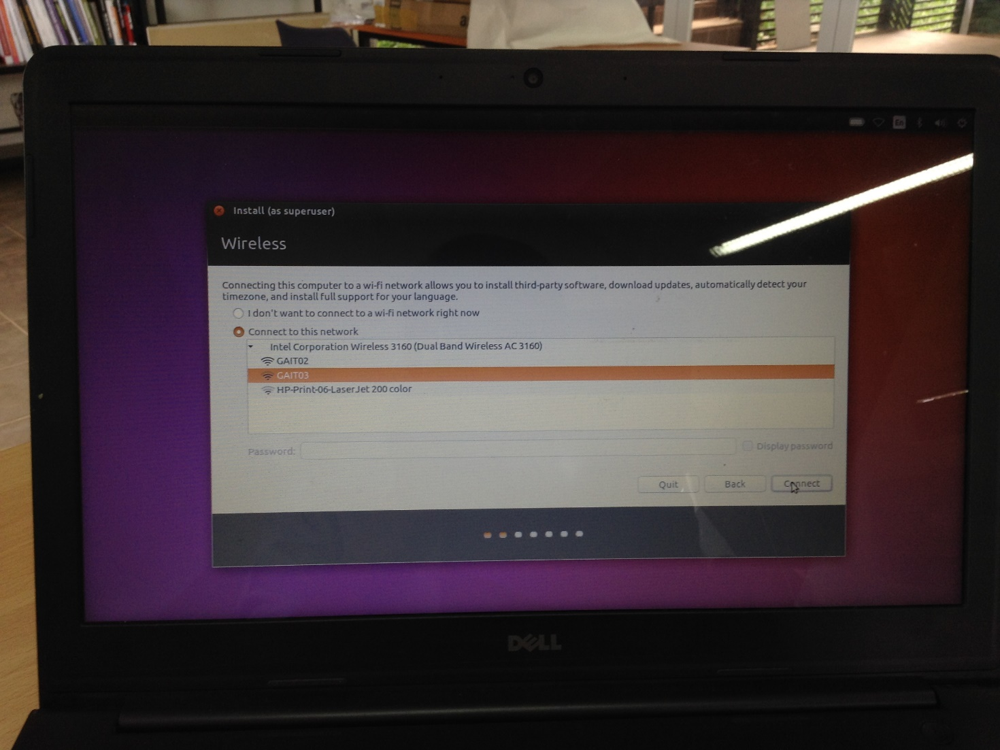 a
En
Install (as superuser)
Wireless
Connecting this computer to a wi-fi network allows you to install third-party software, download updates, automatically detect your
timezone, and install full support for your language.
I don't want to connect to a wi-fi network right now
Connect to this network
Intel Corporation Wireless 3160 (Dual Band Wireless AC 3160)
GAIT02
GAIT03
HP-Print-06-LaserJet 200 color
Password:
Display password
Quit
Back
Connect
DELL